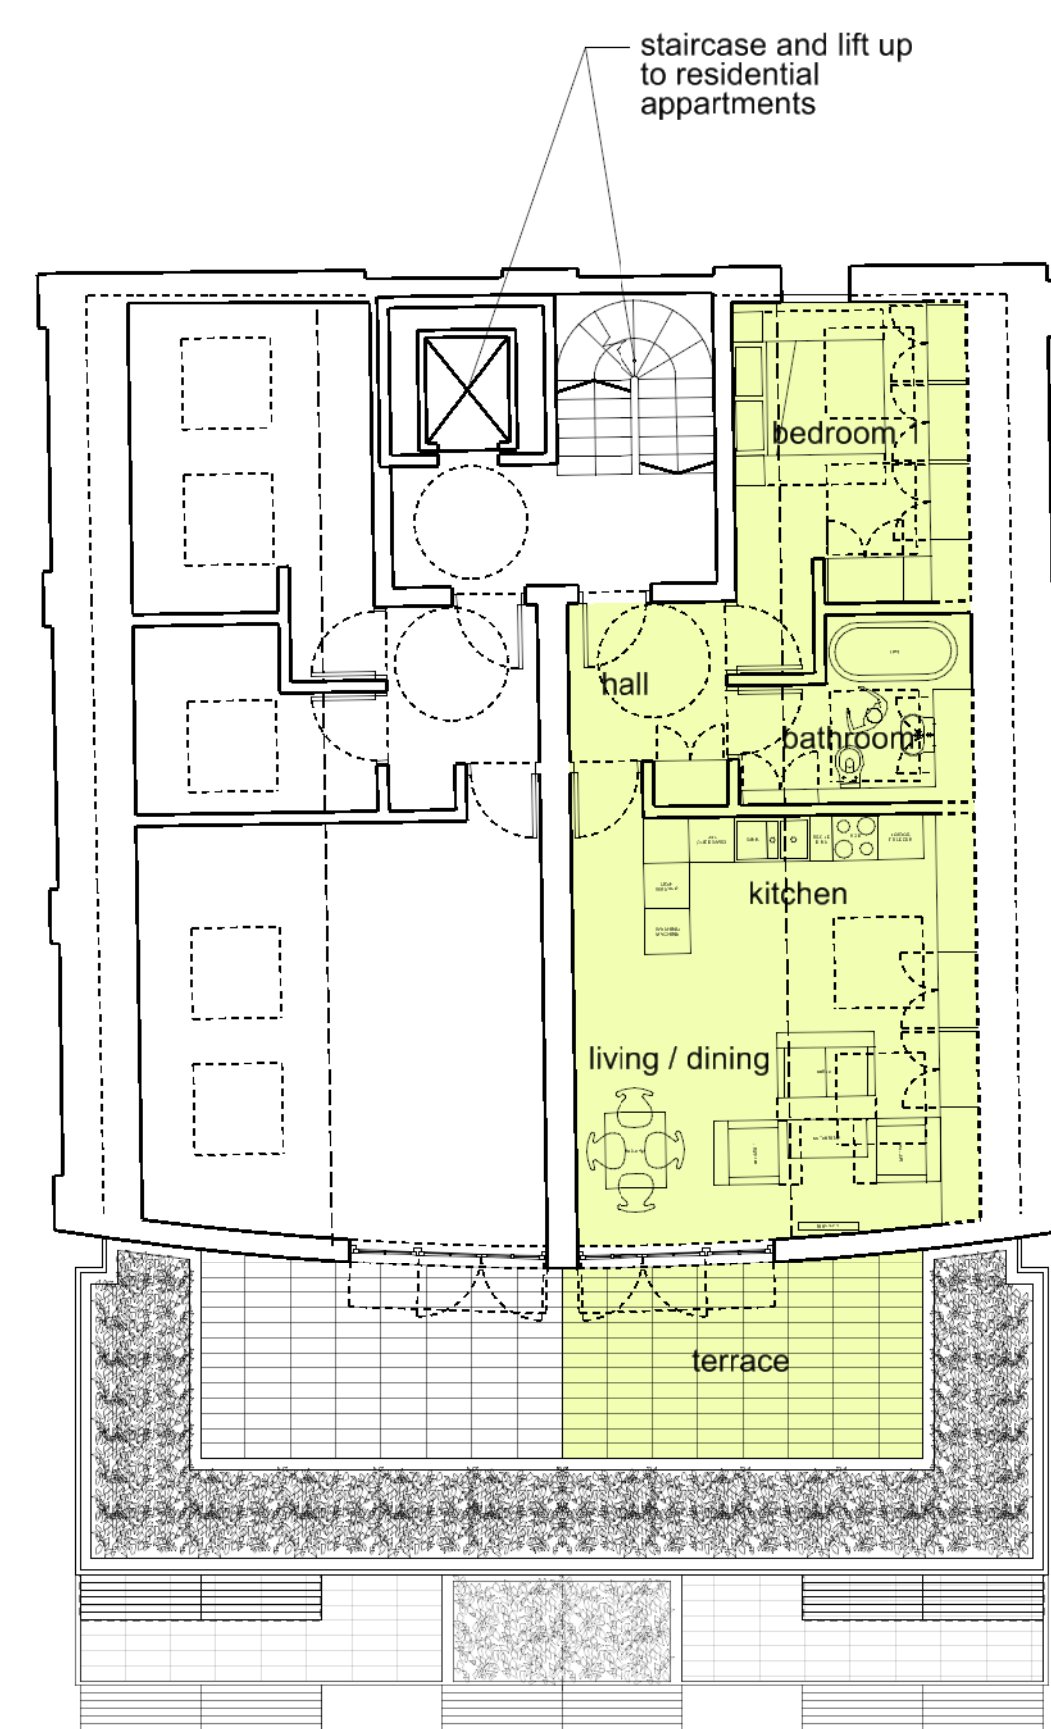 staircase and lift up
to residential
appartments
bedroom 1
hall
bathroom
kitchen
living / dining
terrace